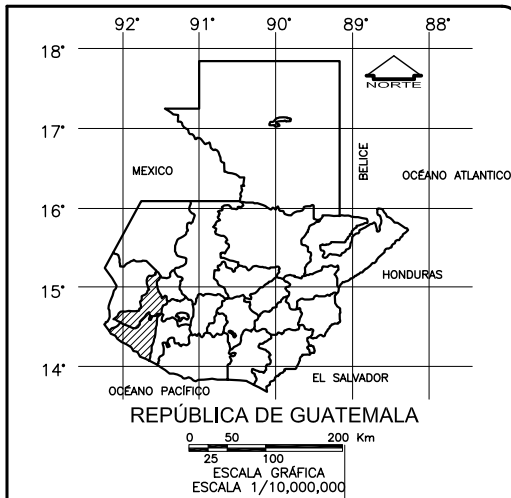 92° 91° 90° 89° 88°
18°
NORTE
17°
MEXICO
BELICE
OCÉANO ATLANTICO
16°
HONDURAS
15°
14°
EL SALVADOR
OCÉANO PACÍFICO
REPÚBLICA DE GUATEMALA
0 50 100 200 Km
25 100
ESCALA GRÁFICA
ESCALA 1/10,000,000